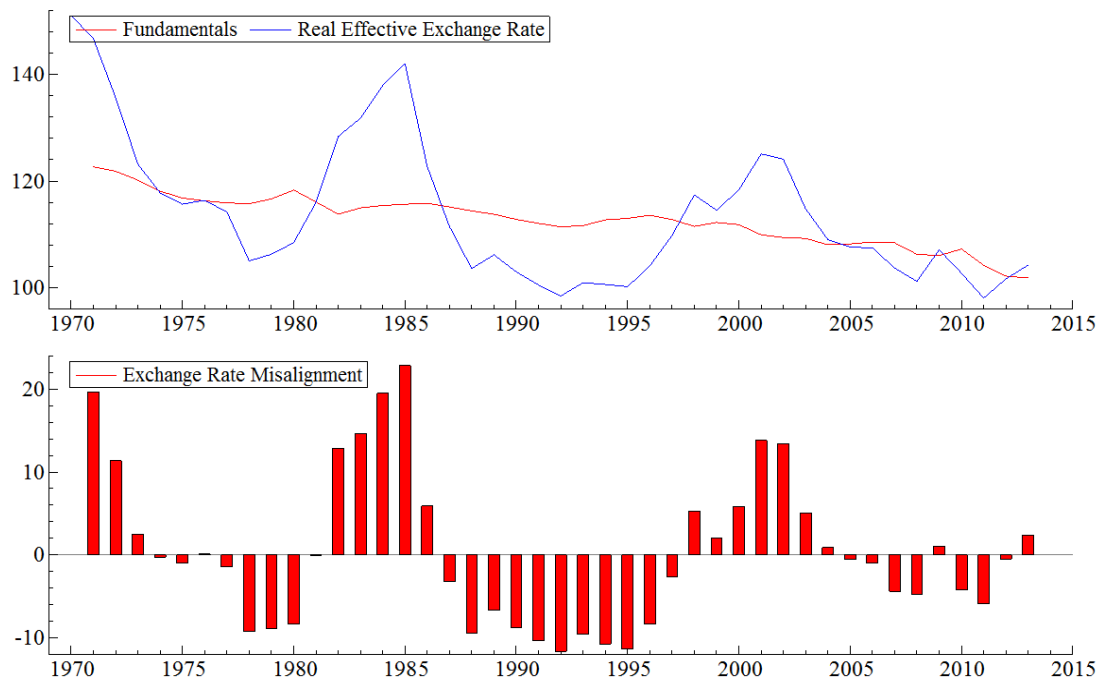 Fundamentals Real Effective Exchange Rate
140
120
100
1970 1975 1980 1985 1990 1995 2000 2005 2010 2015
Exchange Rate Misalignment
20
10
0
-10
1970 1975 1980 1985 1990 1995 2000 2005 2010 2015